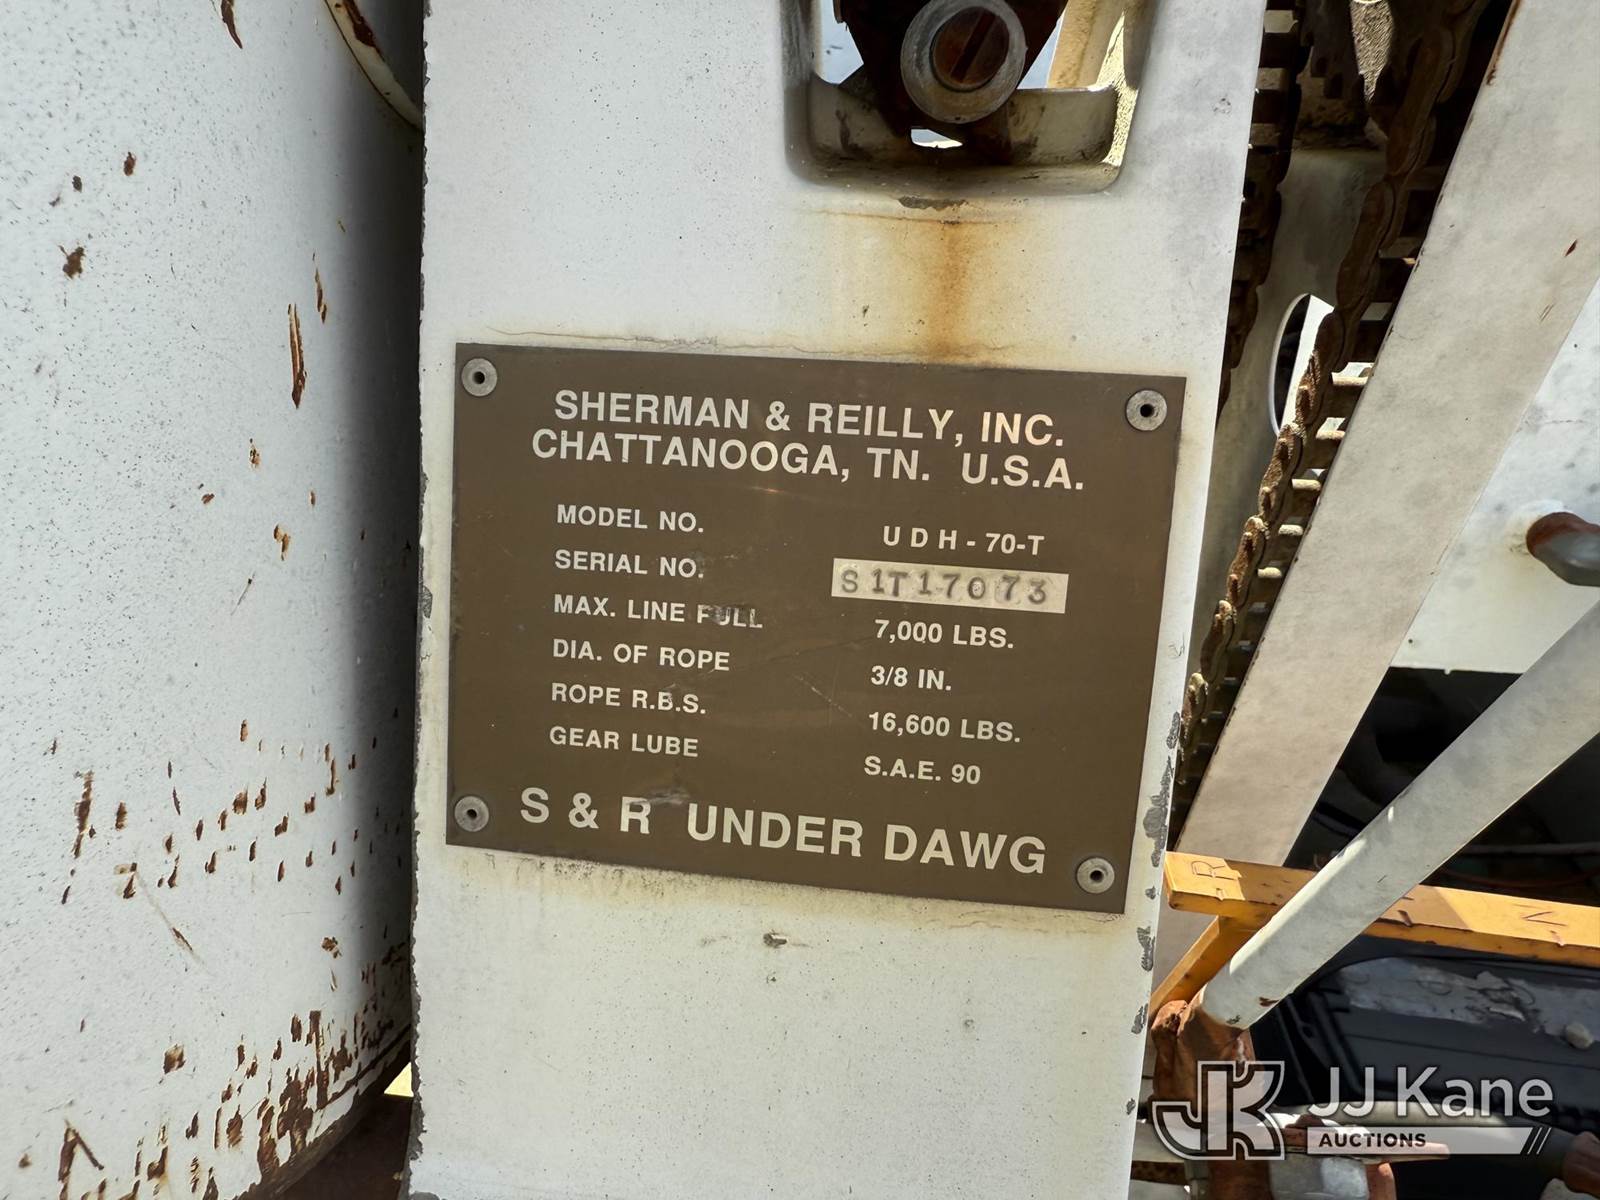 SHERMAN & REILLY, INC.
CHATTANOOGA, TN. U.S.A.
MODEL NO. UDH-70-T
SERIAL NO. S1T17073
MAX. LINE PULL 7,000 LBS.
DIA. OF ROPE 3/8 IN.
ROPE R.B.S. 16,600 LBS.
GEAR LUBE S.A.E. 90
S & R UNDER DAWG
JK JJ Kane
AUCTIONS